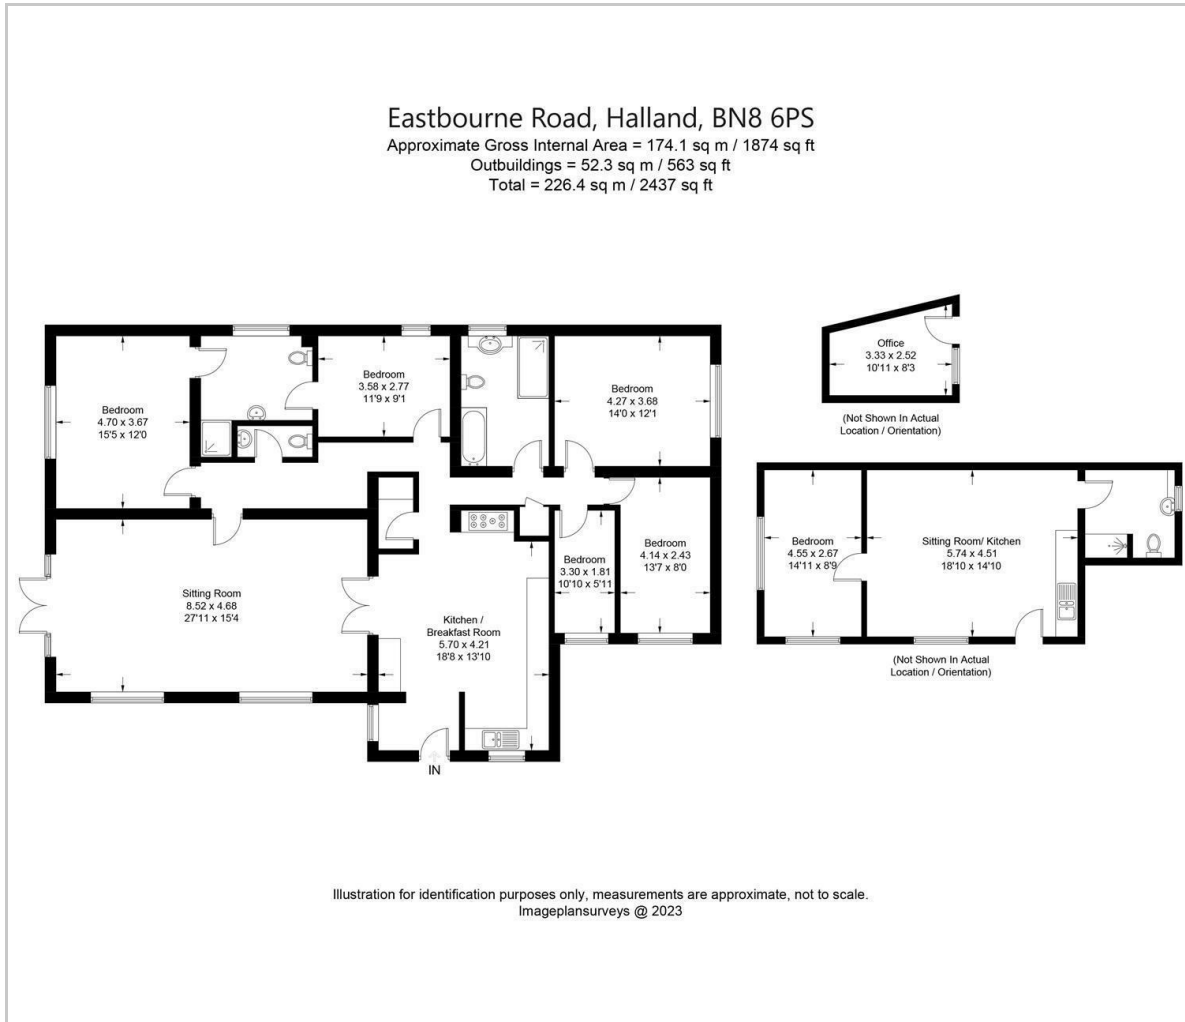 Eastbourne Road, Halland, BN8 6PS
Approximate Gross Internal Area = 174.1 sq m / 1874 sq ft
Outbuildings = 52.3 sq m / 563 sq ft
Total = 226.4 sq m / 2437 sq ft
Office
3.33 x 2.52
10'11 x 8'3
(Not Shown In Actual
Location / Orientation)
Bedroom
4.70 x 3.67
15'5 x 12'0
Bedroom
3.58 x 2.77
11'9 x 9'1
Bedroom
4.27 x 3.68
14'0 x 12'1
Bedroom
4.14 x 2.43
13'7 x 8'0
Bedroom
3.30 x 1.81
10'10 x 5'11
Sitting Room
8.52 x 4.68
27'11 x 15'4
Kitchen /
Breakfast Room
5.70 x 4.21
18'8 x 13'10
IN
Bedroom
4.55 x 2.67
14'11 x 8'9
Sitting Room/ Kitchen
5.74 x 4.51
18'10 x 14'10
(Not Shown In Actual
Location / Orientation)
Illustration for identification purposes only, measurements are approximate, not to scale.
Imageplansurveys @ 2023